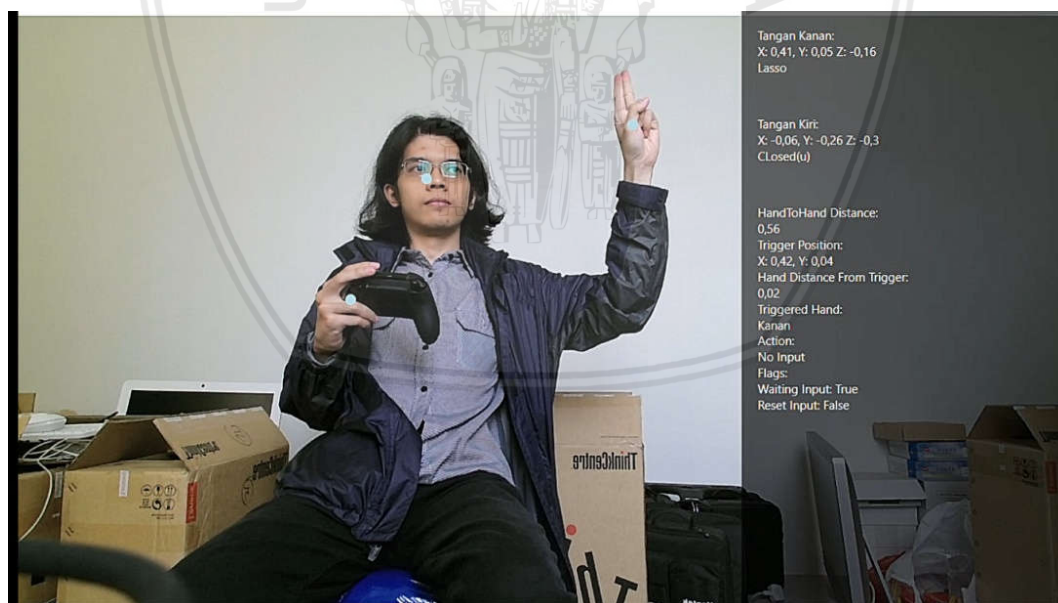 Tangan Kanan:
X: 0,41, Y: 0,05 Z: -0,16
Lasso
Tangan Kiri:
X: -0,06, Y: -0,26 Z: -0,3
CLosed(u)
HandToHand Distance:
0,56
Trigger Position:
X: 0,42, Y: 0,04
Hand Distance From Trigger:
0,02
Triggered Hand:
Kanan
Action:
No Input
Flags:
Waiting Input: True
Reset Input: False
ThinkCentre